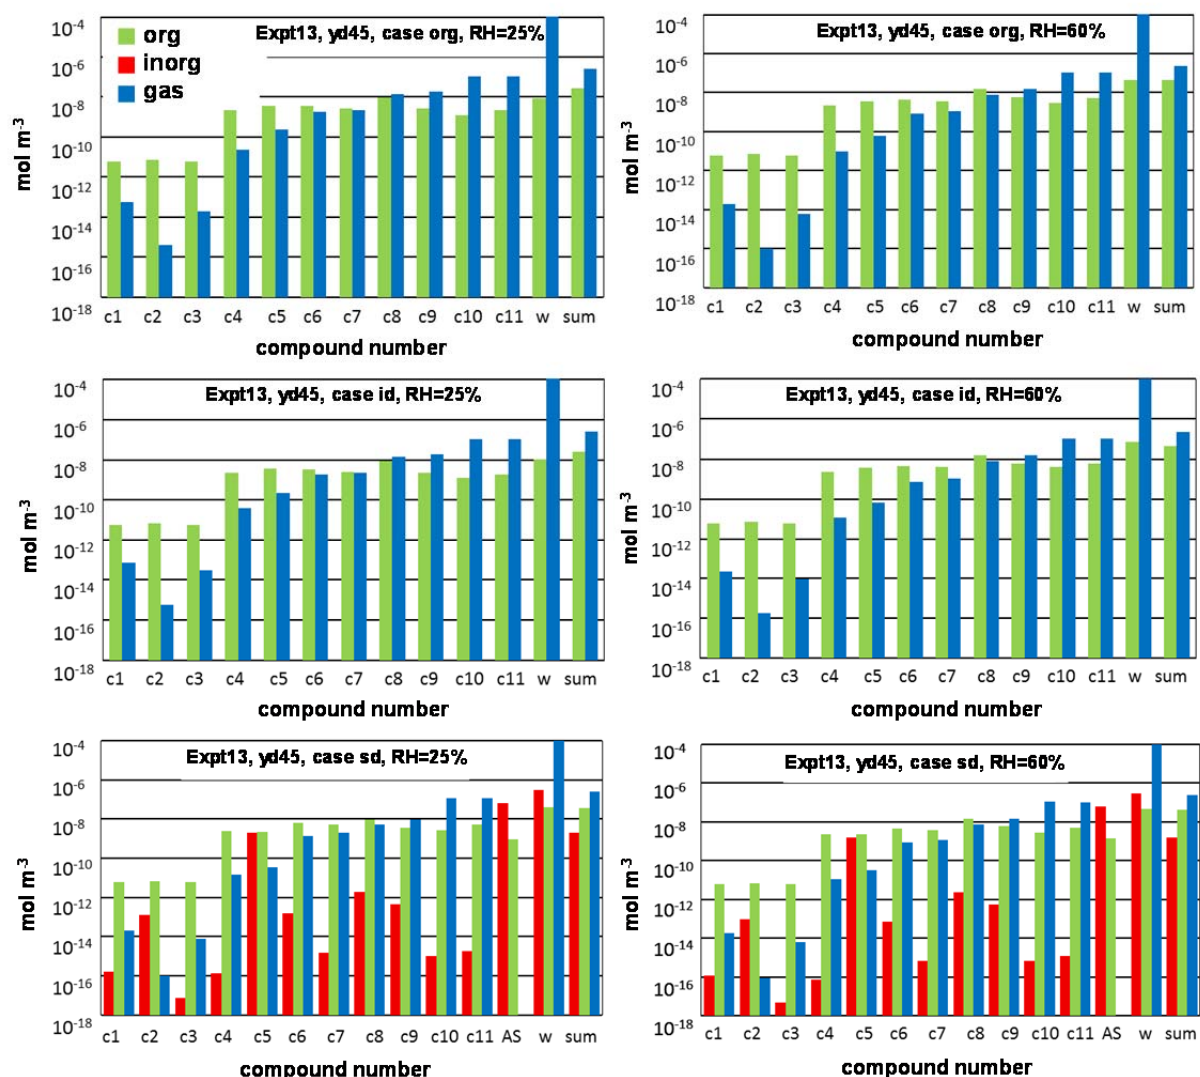 Expt13, yd45, case org, RH=25%
org
inorg
gas
10-4
10-6
10-8
10-10
10-12
10-14
10-16
10-18
mol m-3
c1 c2 c3 c4 c5 c6 c7 c8 c9 c10 c11 w sum
compound number
Expt13, yd45, case org, RH=60%
10-4
10-6
10-8
10-10
10-12
10-14
10-16
10-18
mol m-3
c1 c2 c3 c4 c5 c6 c7 c8 c9 c10 c11 w sum
compound number
Expt13, yd45, case id, RH=25%
10-4
10-6
10-8
10-10
10-12
10-14
10-16
10-18
mol m-3
c1 c2 c3 c4 c5 c6 c7 c8 c9 c10 c11 w sum
compound number
Expt13, yd45, case id, RH=60%
10-4
10-6
10-8
10-10
10-12
10-14
10-16
10-18
mol m-3
c1 c2 c3 c4 c5 c6 c7 c8 c9 c10 c11 w sum
compound number
Expt13, yd45, case sd, RH=25%
10-4
10-6
10-8
10-10
10-12
10-14
10-16
10-18
mol m-3
c1 c2 c3 c4 c5 c6 c7 c8 c9 c10 c11 AS w sum
compound number
Expt13, yd45, case sd, RH=60%
10-4
10-6
10-8
10-10
10-12
10-14
10-16
10-18
mol m-3
c1 c2 c3 c4 c5 c6 c7 c8 c9 c10 c11 AS w sum
compound number